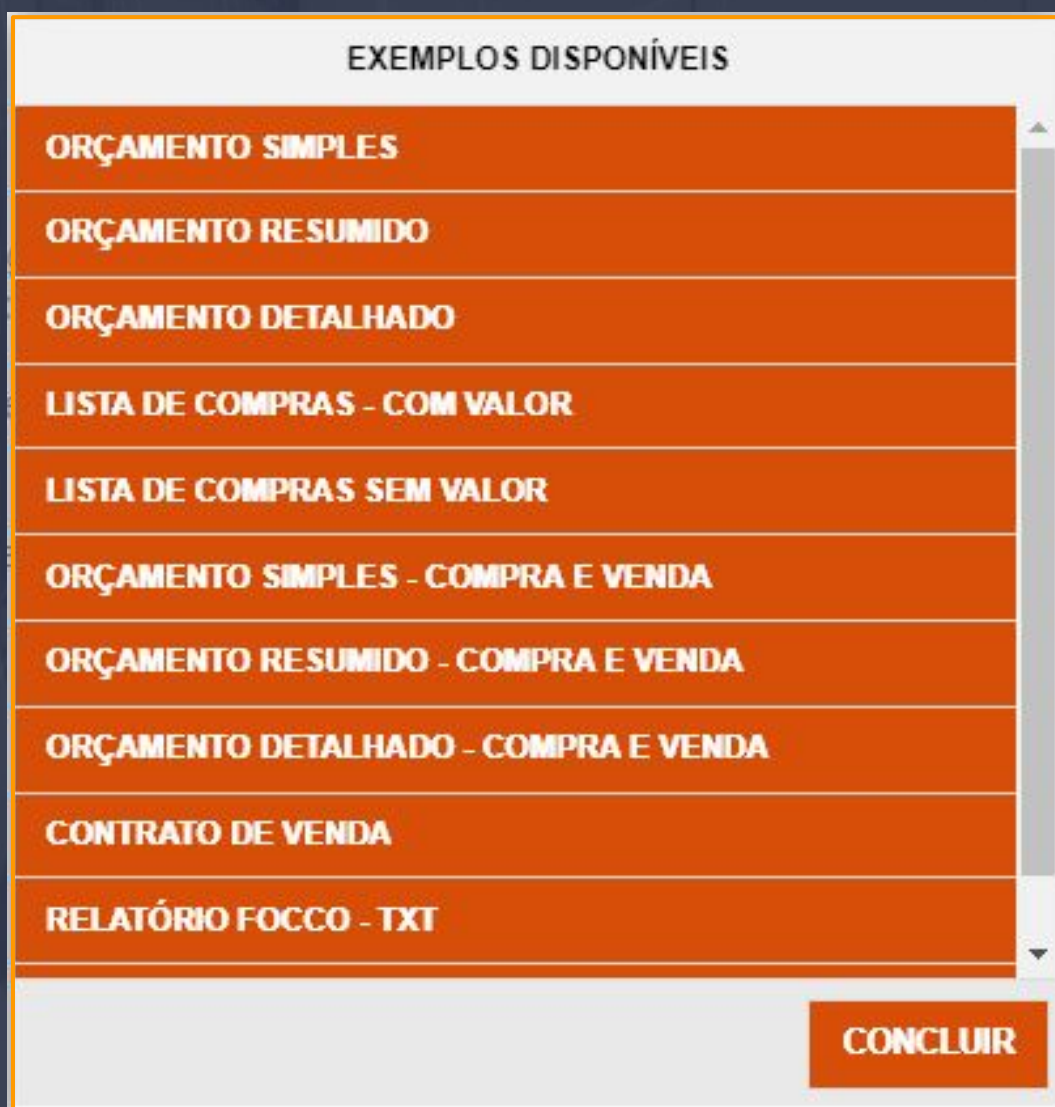 EXEMPLOS DISPONÍVEIS
ORÇAMENTO SIMPLES
ORÇAMENTO RESUMIDO
ORÇAMENTO DETALHADO
LISTA DE COMPRAS - COM VALOR
LISTA DE COMPRAS SEM VALOR
ORÇAMENTO SIMPLES - COMPRA E VENDA
ORÇAMENTO RESUMIDO - COMPRA E VENDA
ORÇAMENTO DETALHADO - COMPRA E VENDA
CONTRATO DE VENDA
RELATÓRIO FOCCO - TXT
CONCLUIR